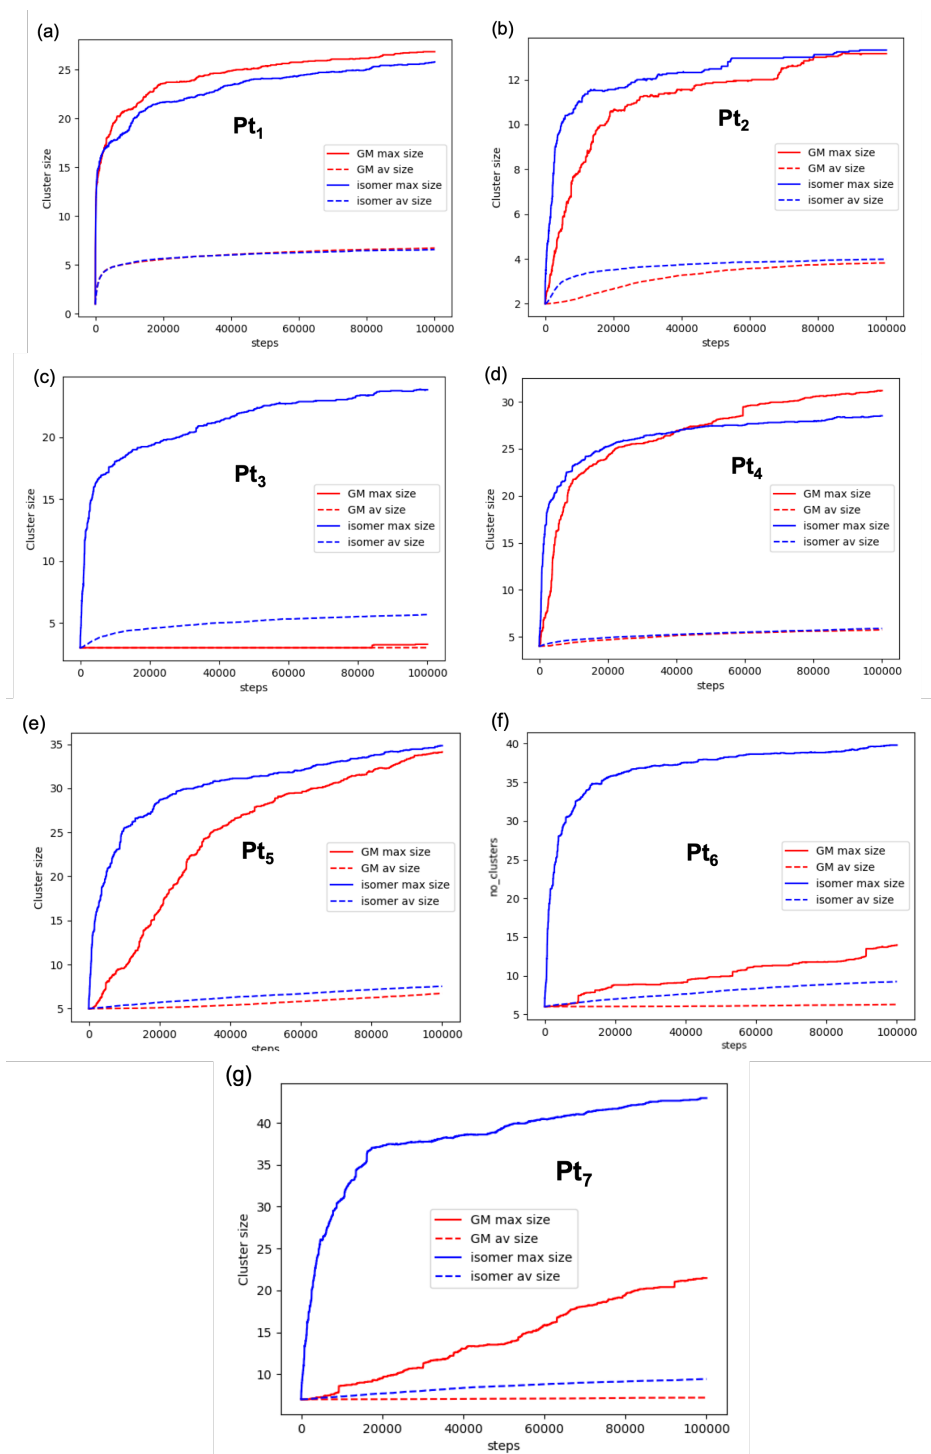 (a)
25
20
15
10
5
0
Cluster size
Pt1
GM max size
GM av size
isomer max size
isomer av size
0 20000 40000 60000 80000 100000
steps
(b)
12
10
8
6
4
2
Cluster size
Pt2
GM max size
GM av size
isomer max size
isomer av size
0 20000 40000 60000 80000 100000
steps
(c)
20
15
10
5
Cluster size
Pt3
GM max size
GM av size
isomer max size
isomer av size
0 20000 40000 60000 80000 100000
steps
(d)
30
25
20
15
10
5
Cluster size
Pt4
GM max size
GM av size
isomer max size
isomer av size
0 20000 40000 60000 80000 100000
steps
(e)
35
30
25
20
15
10
5
Cluster size
Pt5
GM max size
GM av size
isomer max size
isomer av size
0 20000 40000 60000 80000 100000
steps
(f)
40
35
30
25
20
15
10
5
no_clusters
Pt6
GM max size
GM av size
isomer max size
isomer av size
0 20000 40000 60000 80000 100000
steps
(g)
40
35
30
25
20
15
10
Cluster size
Pt7
GM max size
GM av size
isomer max size
isomer av size
0 20000 40000 60000 80000 100000
steps